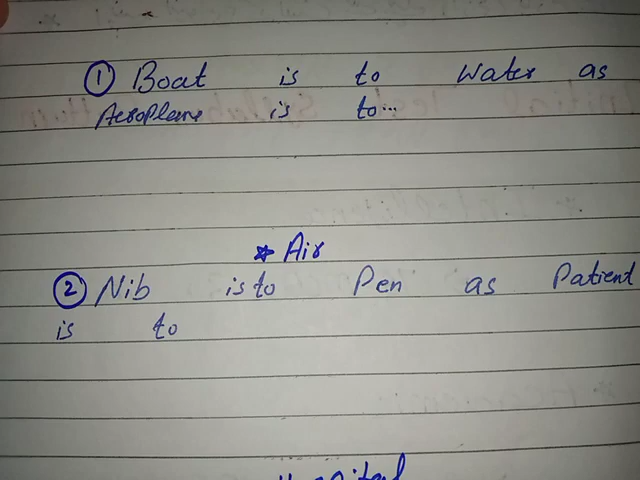 ① Boat is to Water as
Aeroplane is to...
* Air
② Nib is to Pen as Patient
is to
Hospital